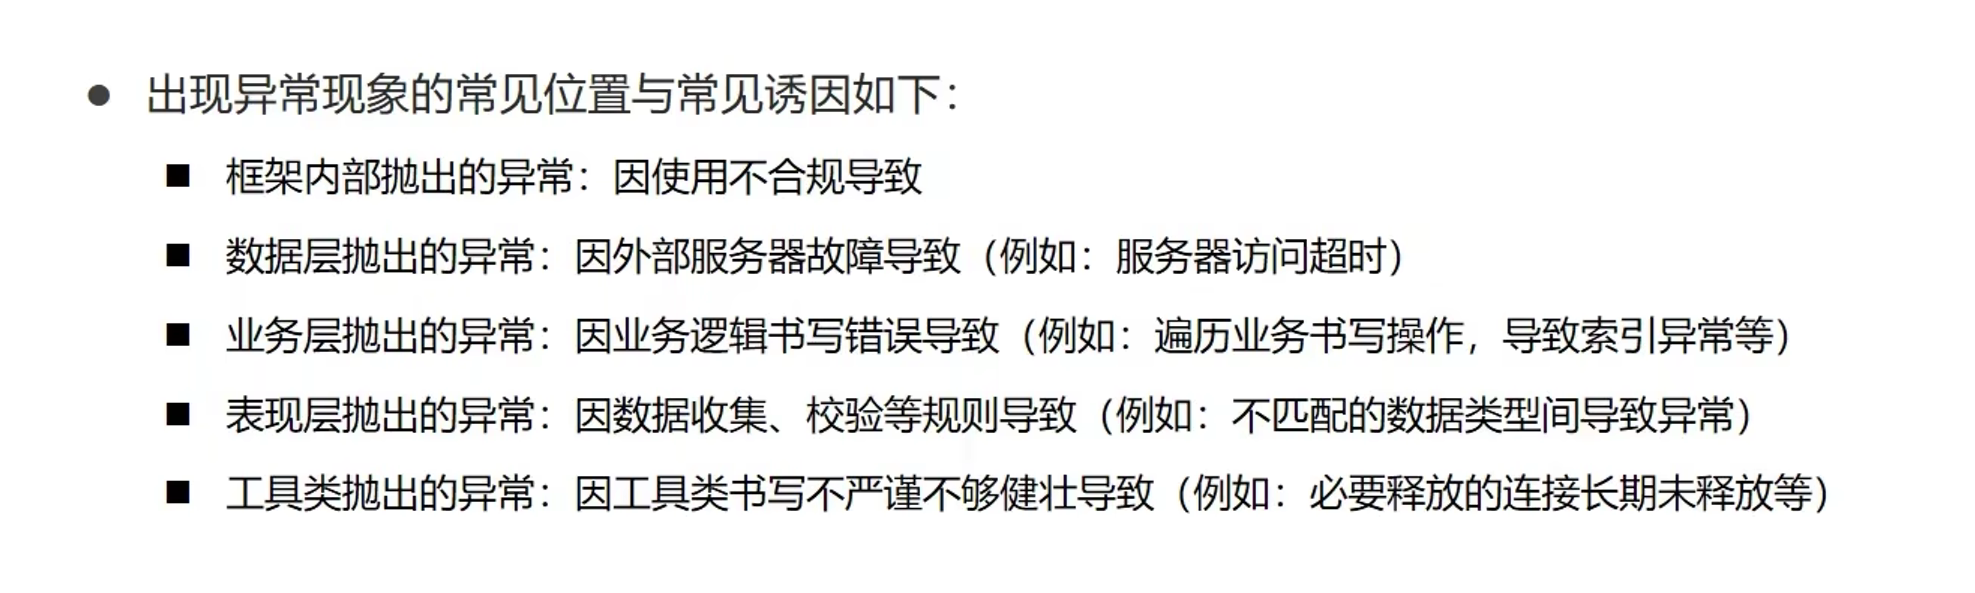 出现异常现象的常见位置与常见诱因如下：
框架内部抛出的异常：因使用不合规导致
数据层抛出的异常：因外部服务器故障导致（例如：服务器访问超时）
业务层抛出的异常：因业务逻辑书写错误导致（例如：遍历业务书写操作，导致索引异常等）
表现层抛出的异常：因数据收集、校验等规则导致（例如：不匹配的数据类型间导致异常）
工具类抛出的异常：因工具类书写不严谨不够健壮导致（例如：必要释放的连接长期未释放等）